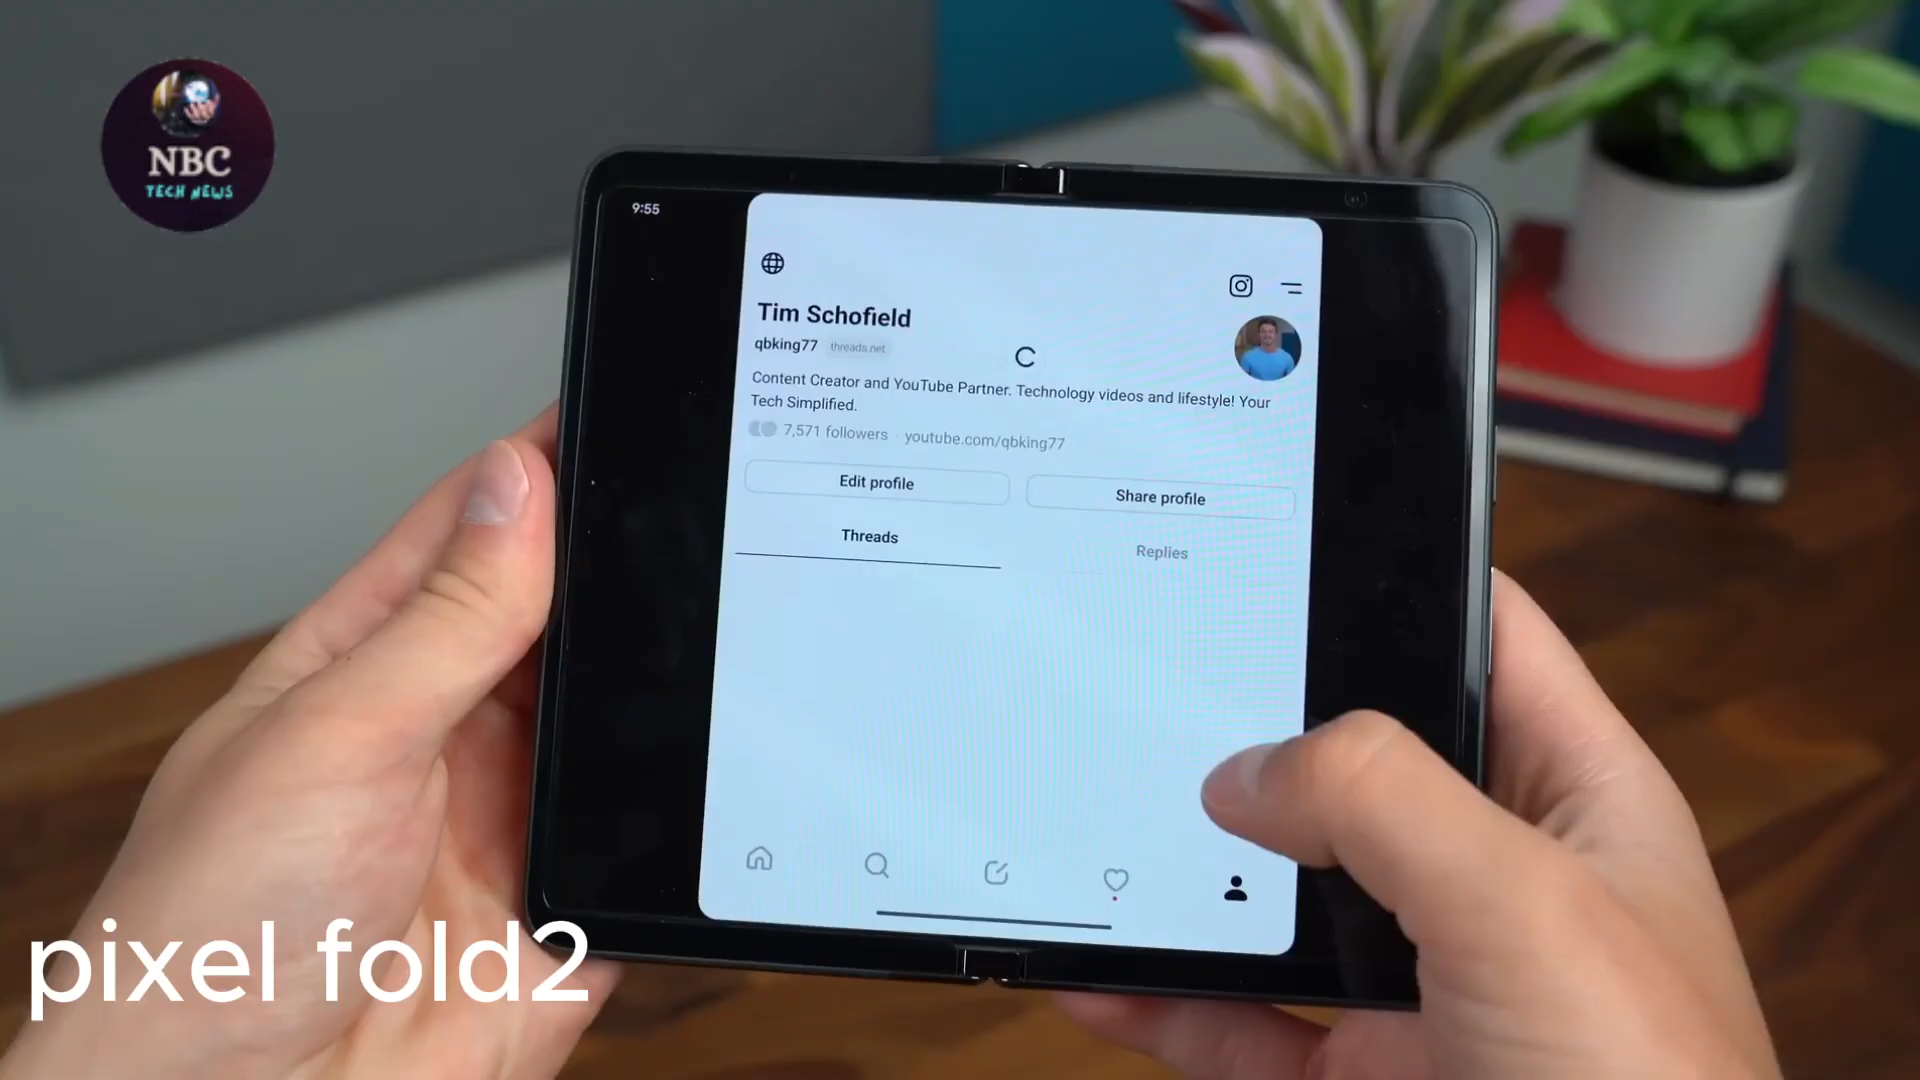 NBC
TECH NEWS
9:55
Tim Schofield
qbking77 threads.net
Content Creator and YouTube Partner. Technology videos and lifestyle! Your
Tech Simplified.
7,571 followers · youtube.com/qbking77
Edit profile
Share profile
Threads
Replies
pixel fold2